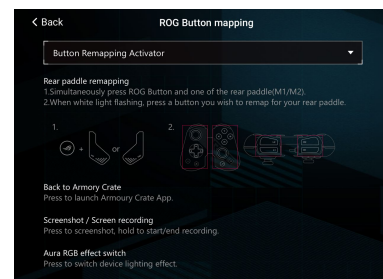 Back
ROG Button mapping
Button Remapping Activator
Rear paddle remapping
1.Simultaneously press ROG Button and one of the rear paddle(M1/M2).
2.When white light flashing, press a button you wish to remap for your rear paddle.
1.
2.
+ or
Back to Armory Crate
Press to launch Armoury Crate App.
Screenshot / Screen recording
Press to screenshot, hold to start/end recording.
Aura RGB effect switch
Press to switch device lighting effect.